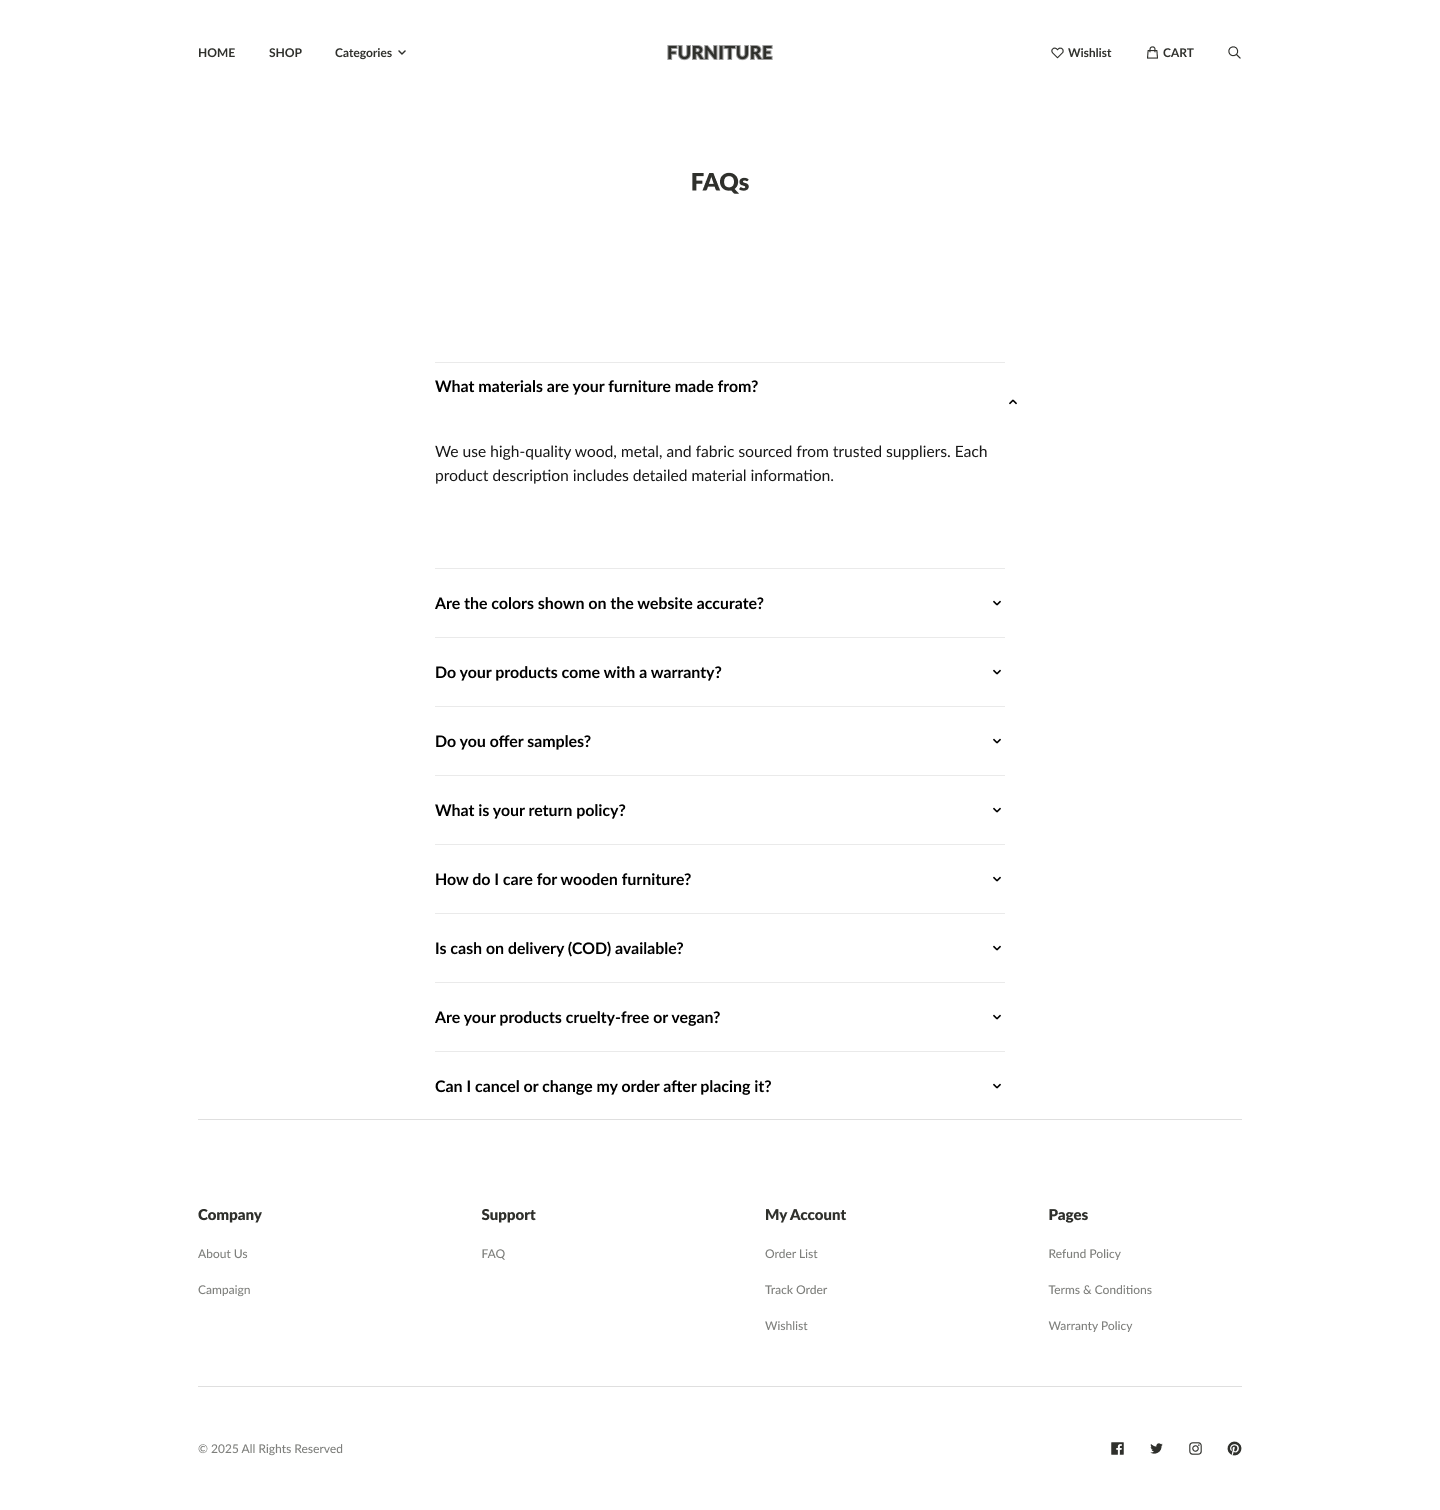 HOME
SHOP
Categories
FURNITURE
Wishlist
CART
FAQs
What materials are your furniture made from?
We use high-quality wood, metal, and fabric sourced from trusted suppliers. Each
product description includes detailed material information.
Are the colors shown on the website accurate?
Do your products come with a warranty?
Do you offer samples?
What is your return policy?
How do I care for wooden furniture?
Is cash on delivery (COD) available?
Are your products cruelty-free or vegan?
Can I cancel or change my order after placing it?
Company
About Us
Campaign
Support
FAQ
My Account
Order List
Track Order
Wishlist
Pages
Refund Policy
Terms & Conditions
Warranty Policy
© 2025 All Rights Reserved